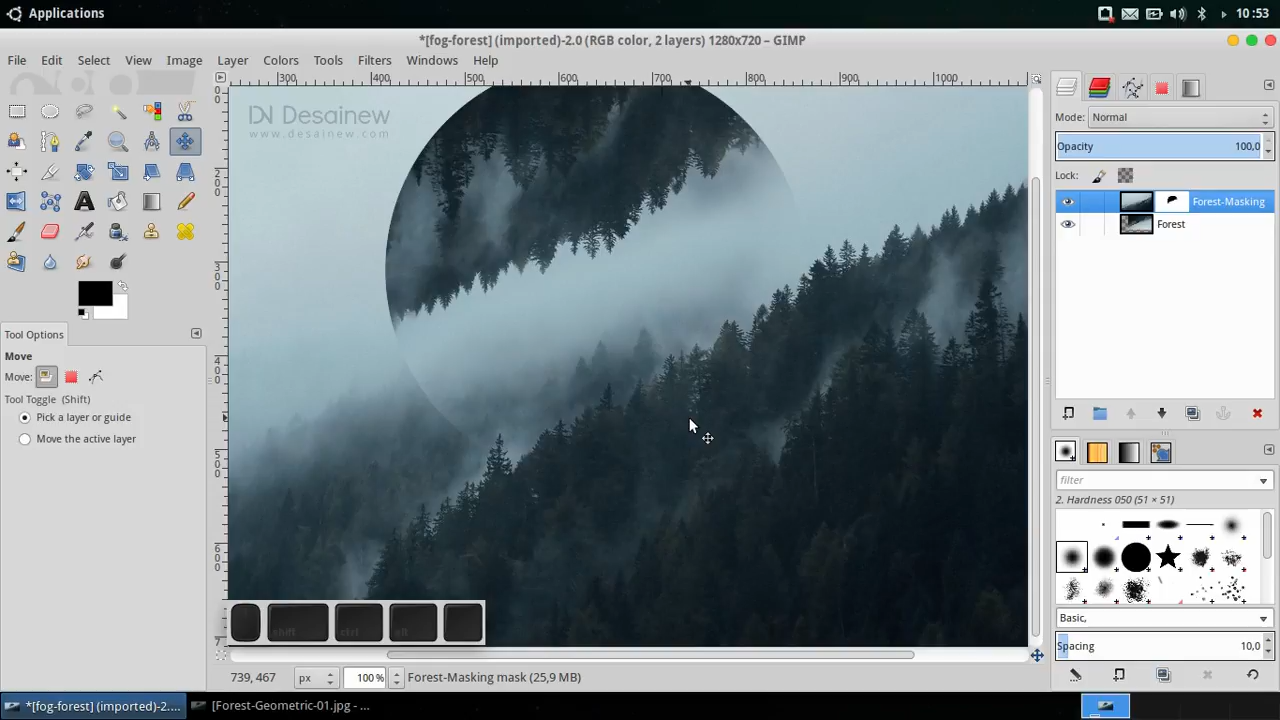 Applications
10:53
*[fog-forest] (imported)-2.0 (RGB color, 2 layers) 1280x720 – GIMP
File Edit Select View Image Layer Colors Tools Filters Windows Help
300 400 500 600 700 800 900 1000
DN Desainew
www.desainew.com
Mode: Normal
Opacity 100,0
Lock:
Forest-Masking
Forest
Tool Options
Move
Move:
Tool Toggle (Shift)
Pick a layer or guide
Move the active layer
filter
2. Hardness 050 (51 × 51)
Basic,
Spacing 10,0
shift ctrl alt
739, 467 px 100 % Forest-Masking mask (25,9 MB)
*[fog-forest] (imported)-2.... [Forest-Geometric-01.jpg - ...